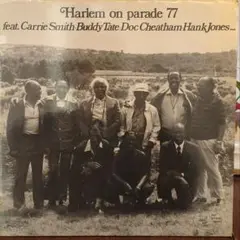 Harlem on parade 77
feat. Carrie Smith Buddy Tate Doc Cheatham Hank Jones...